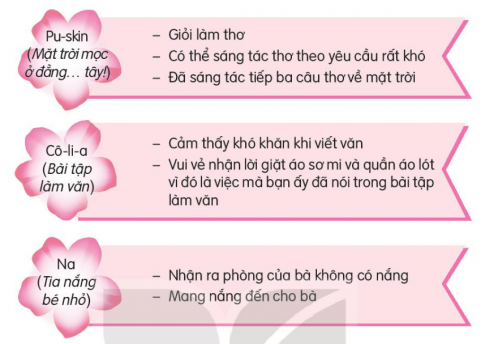 Pu-skin
(Mặt trời mọc
ở đằng... tây!)
– Giỏi làm thơ
– Có thể sáng tác thơ theo yêu cầu rất khó
– Đã sáng tác tiếp ba câu thơ về mặt trời
Cô-li-a
(Bài tập
làm văn)
– Cảm thấy khó khăn khi viết văn
– Vui vẻ nhận lời giặt áo sơ mi và quần áo lót
vì đó là việc mà bạn ấy đã nói trong bài tập
làm văn
Na
(Tia nắng
bé nhỏ)
– Nhận ra phòng của bà không có nắng
– Mang nắng đến cho bà